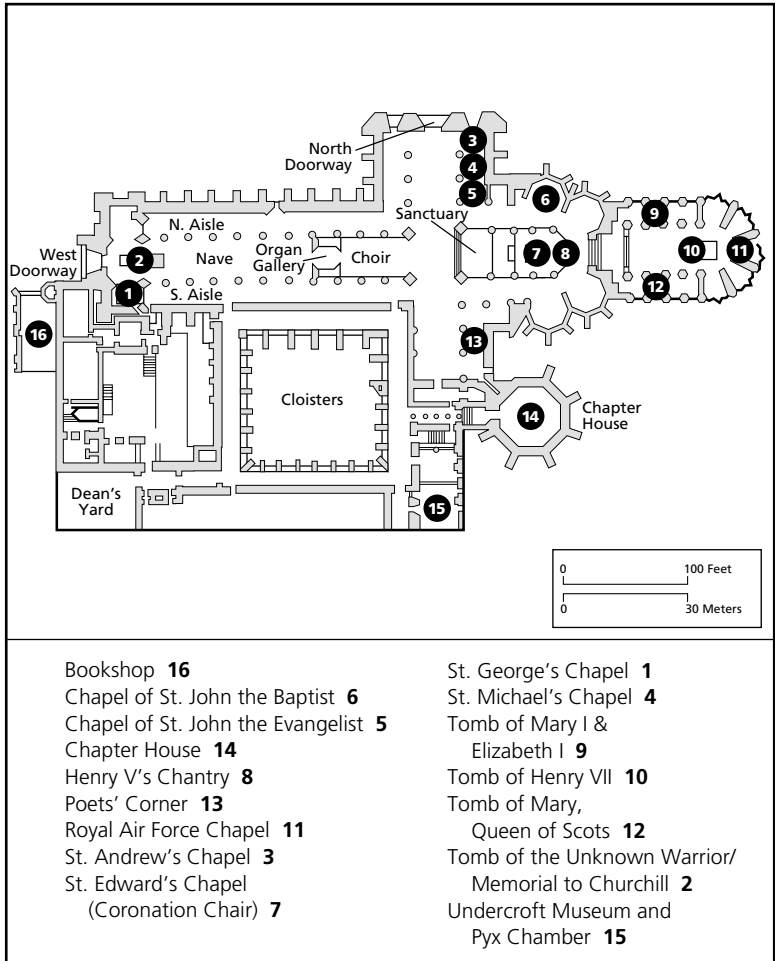 North
Doorway
3
4
5
6
Sanctuary
N. Aisle
9
West
Doorway
2
Nave
Organ
Gallery
Choir
7
8
10
11
1
S. Aisle
12
16
13
Cloisters
14
Chapter
House
Dean's
Yard
15
0
100 Feet
0
30 Meters
Bookshop 16
Chapel of St. John the Baptist 6
Chapel of St. John the Evangelist 5
Chapter House 14
Henry V's Chantry 8
Poets' Corner 13
Royal Air Force Chapel 11
St. Andrew's Chapel 3
St. Edward's Chapel
(Coronation Chair) 7
St. George's Chapel 1
St. Michael's Chapel 4
Tomb of Mary I &
Elizabeth I 9
Tomb of Henry VII 10
Tomb of Mary,
Queen of Scots 12
Tomb of the Unknown Warrior/
Memorial to Churchill 2
Undercroft Museum and
Pyx Chamber 15